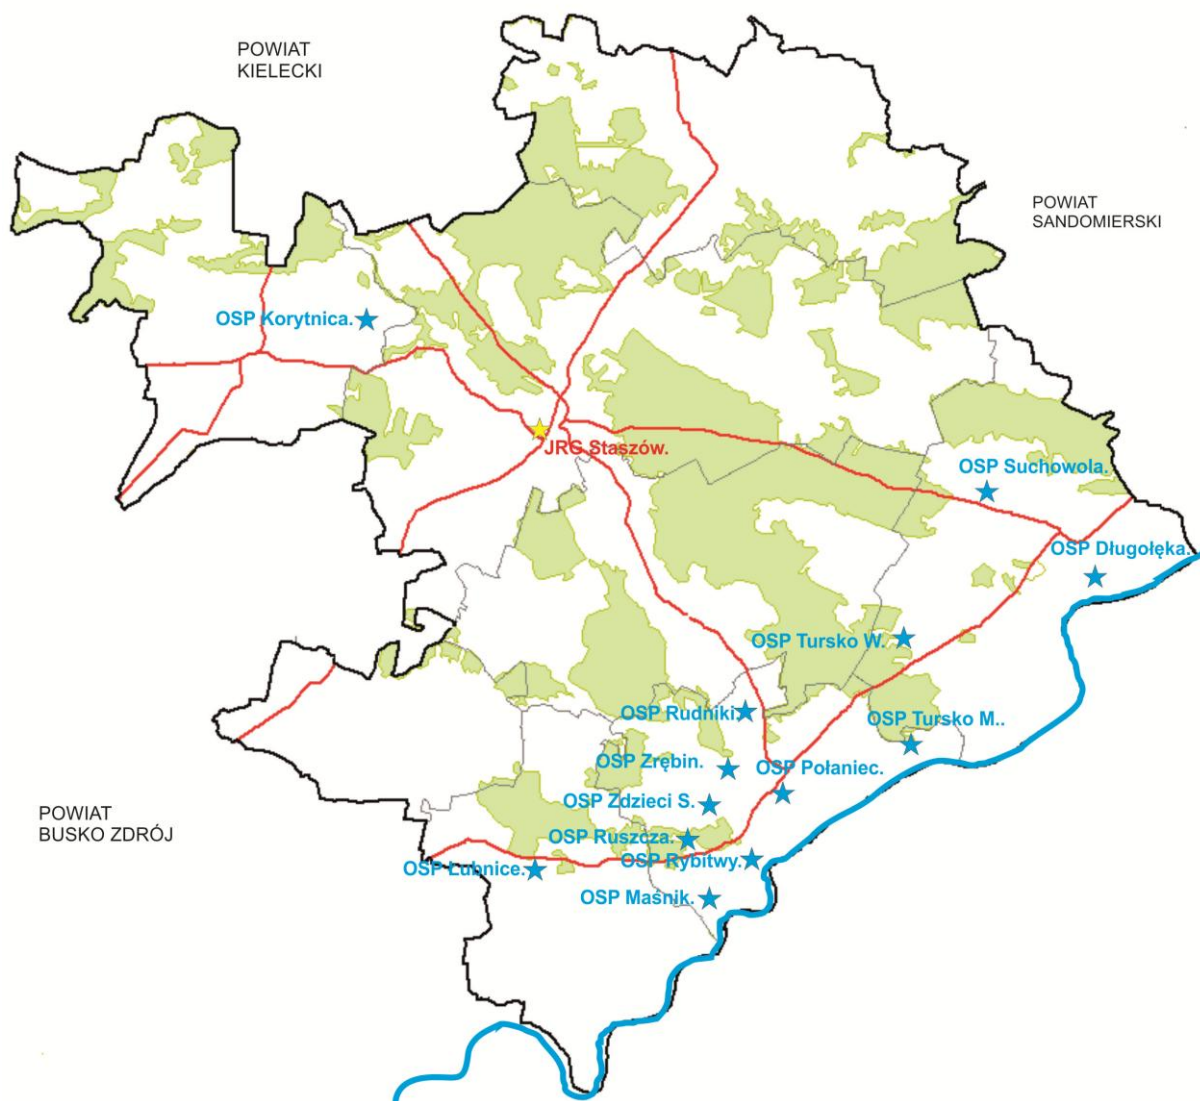 POWIAT
KIELECKI
POWIAT
SANDOMIERSKI
OSP Korytnica.
JRG Staszów.
OSP Suchowola.
OSP Długołęka.
OSP Tursko W.
OSP Rudniki.
OSP Tursko M..
OSP Zrębin.
OSP Połaniec.
OSP Zdzieci S.
POWIAT
BUSKO ZDRÓJ
OSP Ruszcza.
OSP Rybitwy.
OSP Łubnice.
OSP Maśnik.